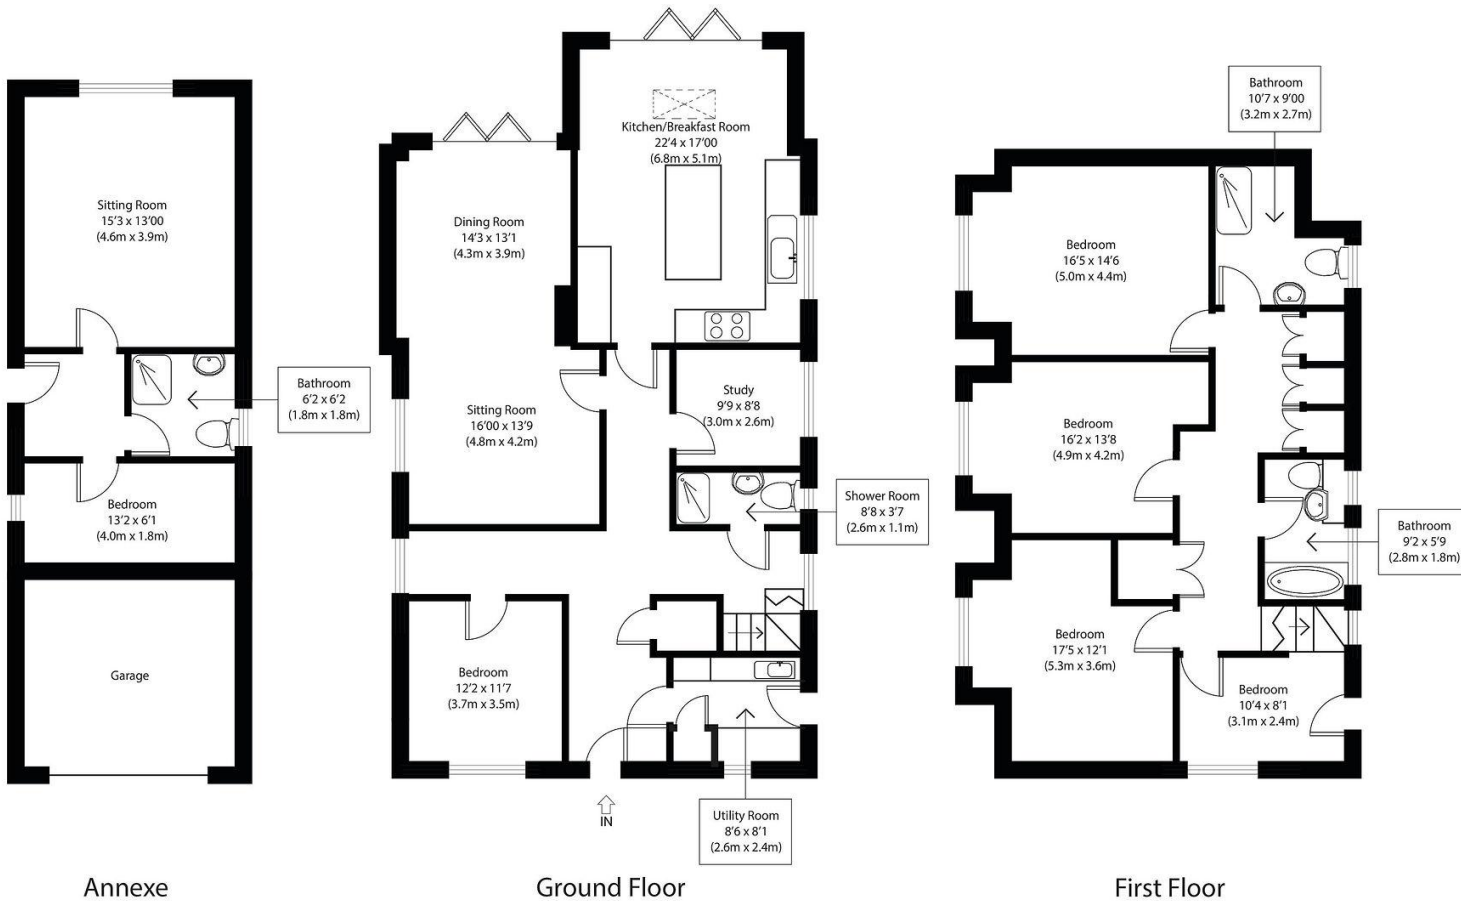 Sitting Room
15'3 x 13'00
(4.6m x 3.9m)
Bathroom
6'2 x 6'2
(1.8m x 1.8m)
Bedroom
13'2 x 6'1
(4.0m x 1.8m)
Garage
Annexe
Kitchen/Breakfast Room
22'4 x 17'00
(6.8m x 5.1m)
Dining Room
14'3 x 13'1
(4.3m x 3.9m)
Sitting Room
16'00 x 13'9
(4.8m x 4.2m)
Study
9'9 x 8'8
(3.0m x 2.6m)
Shower Room
8'8 x 3'7
(2.6m x 1.1m)
Bedroom
12'2 x 11'7
(3.7m x 3.5m)
IN
Utility Room
8'6 x 8'1
(2.6m x 2.4m)
Ground Floor
Bathroom
10'7 x 9'00
(3.2m x 2.7m)
Bedroom
16'5 x 14'6
(5.0m x 4.4m)
Bedroom
16'2 x 13'8
(4.9m x 4.2m)
Bathroom
9'2 x 5'9
(2.8m x 1.8m)
Bedroom
17'5 x 12'1
(5.3m x 3.6m)
Bedroom
10'4 x 8'1
(3.1m x 2.4m)
First Floor